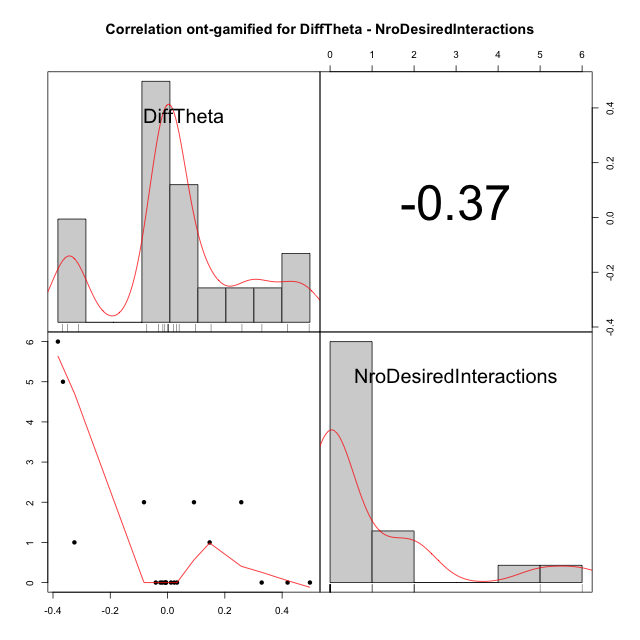 Correlation ont-gamified for DiffTheta - NroDesiredInteractions
0 1 2 3 4 5 6
DiffTheta
-0.37
0.4
0.2
0.0
-0.2
-0.4
6
5
4
3
2
1
0
NroDesiredInteractions
-0.4 -0.2 0.0 0.2 0.4